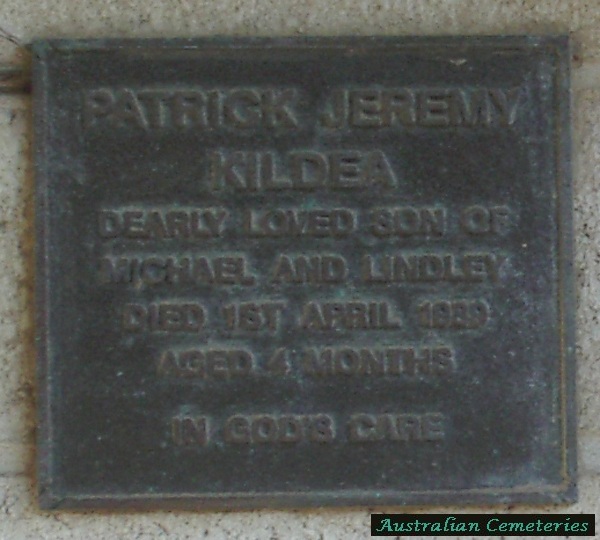 PATRICK JEREMY
KILDEA
DEARLY LOVED SON OF
MICHAEL AND LINDLEY
DIED 1ST APRIL 1989
AGED 4 MONTHS
IN GOD'S CARE
Australian Cemeteries